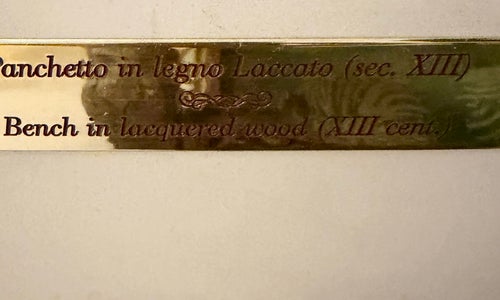 Panchetto in legno Laccato (sec. XIII)
Bench in lacquered wood (XIII cent.)